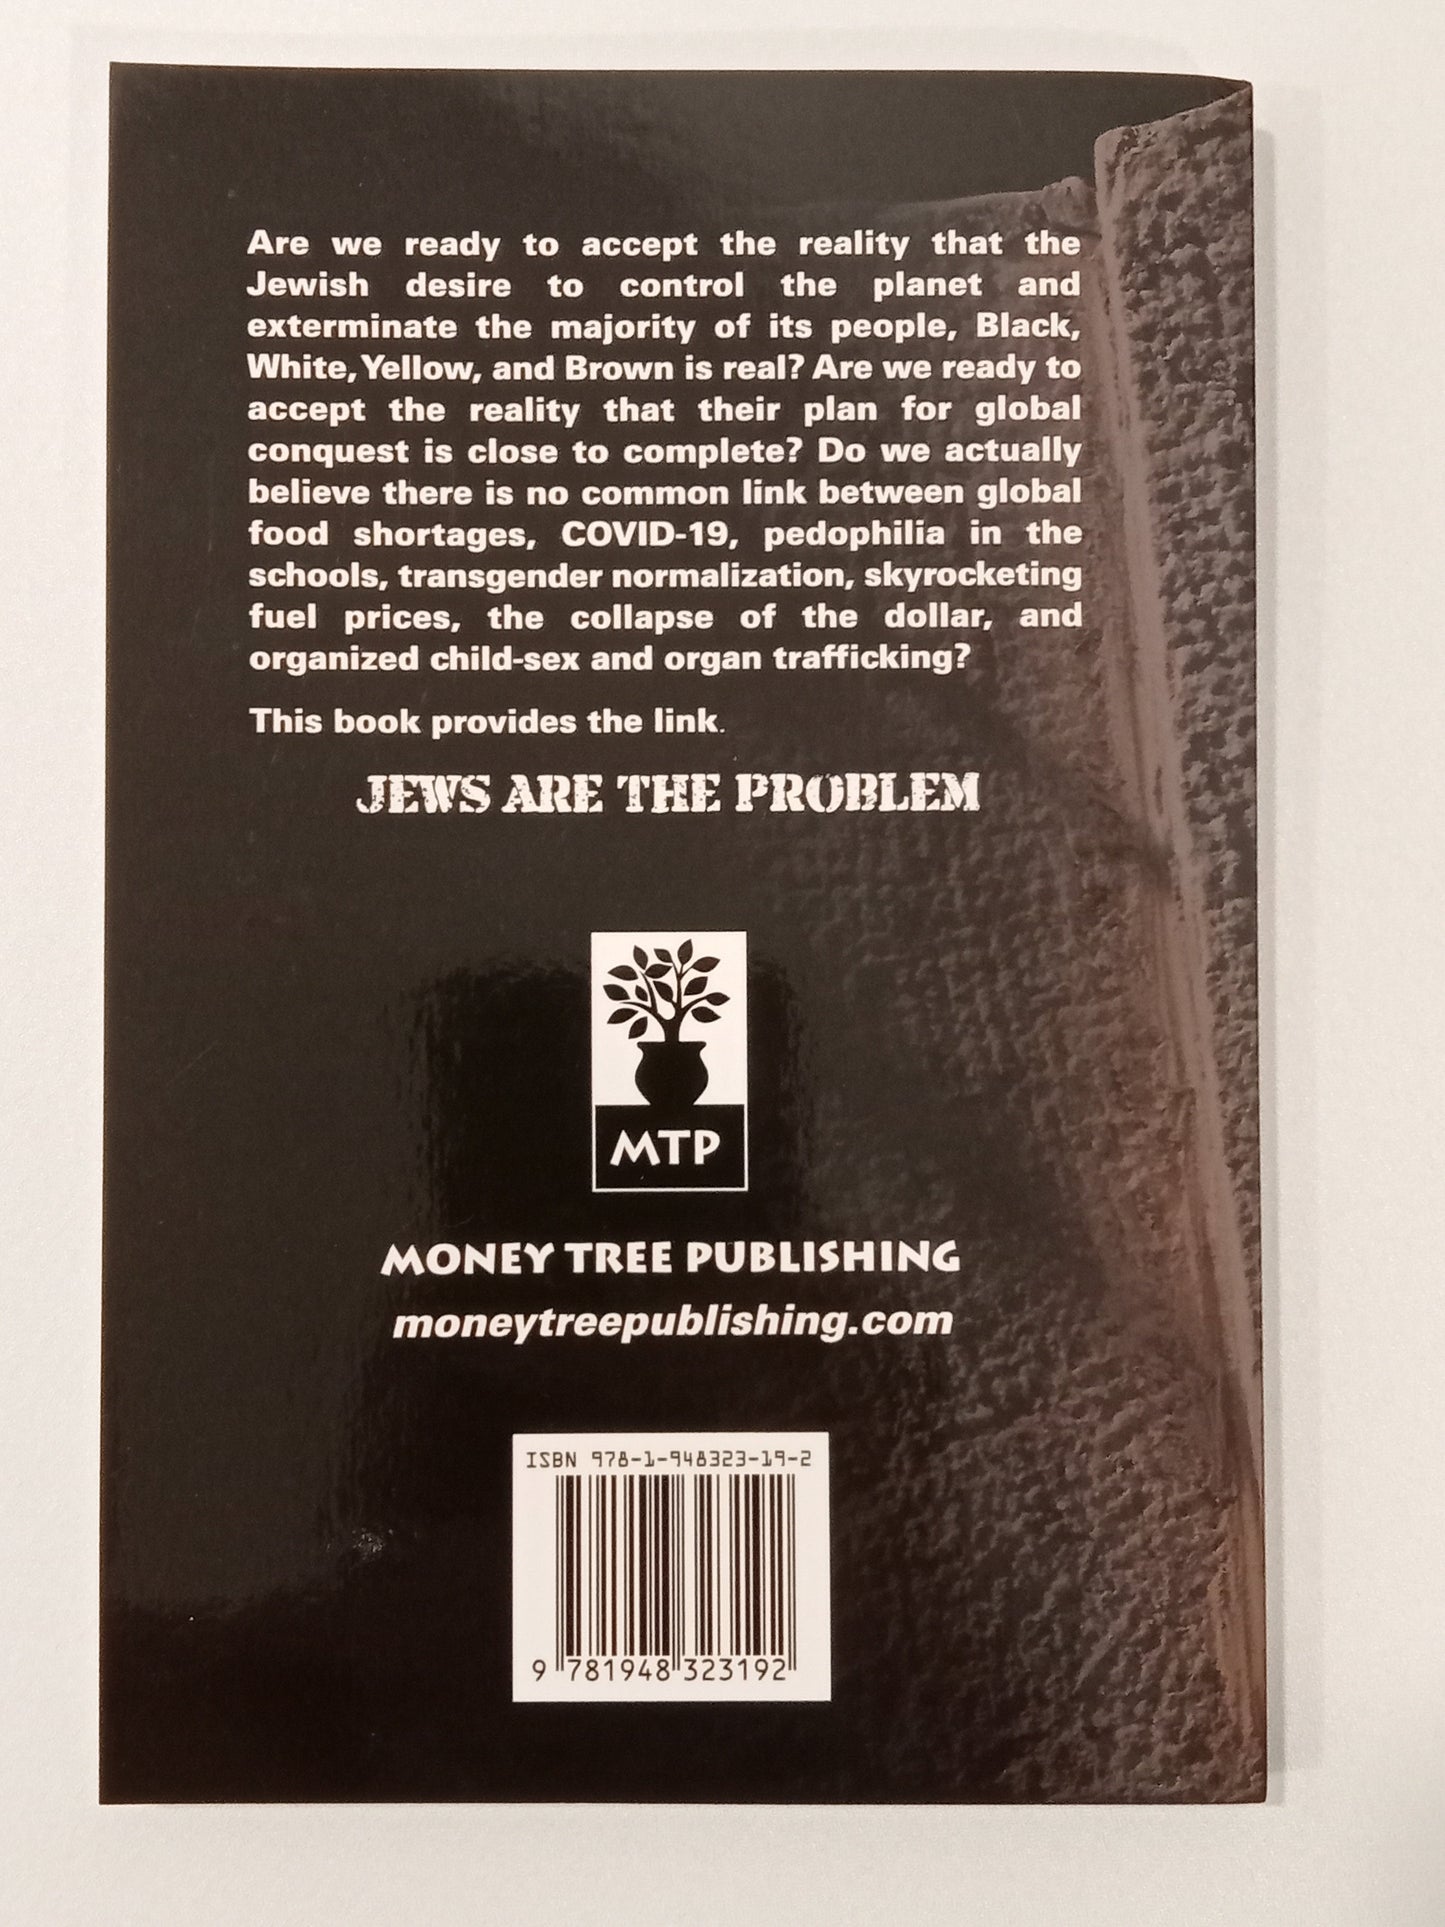 Are we ready to accept the reality that the
Jewish desire to control the planet and
exterminate the majority of its people, Black,
White, Yellow, and Brown is real? Are we ready to
accept the reality that their plan for global
conquest is close to complete? Do we actually
believe there is no common link between global
food shortages, COVID-19, pedophilia in the
schools, transgender normalization, skyrocketing
fuel prices, the collapse of the dollar, and
organized child-sex and organ trafficking?
This book provides the link.
JEWS ARE THE PROBLEM
MTP
MONEY TREE PUBLISHING
moneytreepublishing.com
ISBN 978-1-948323-19-2
9 781948 323192